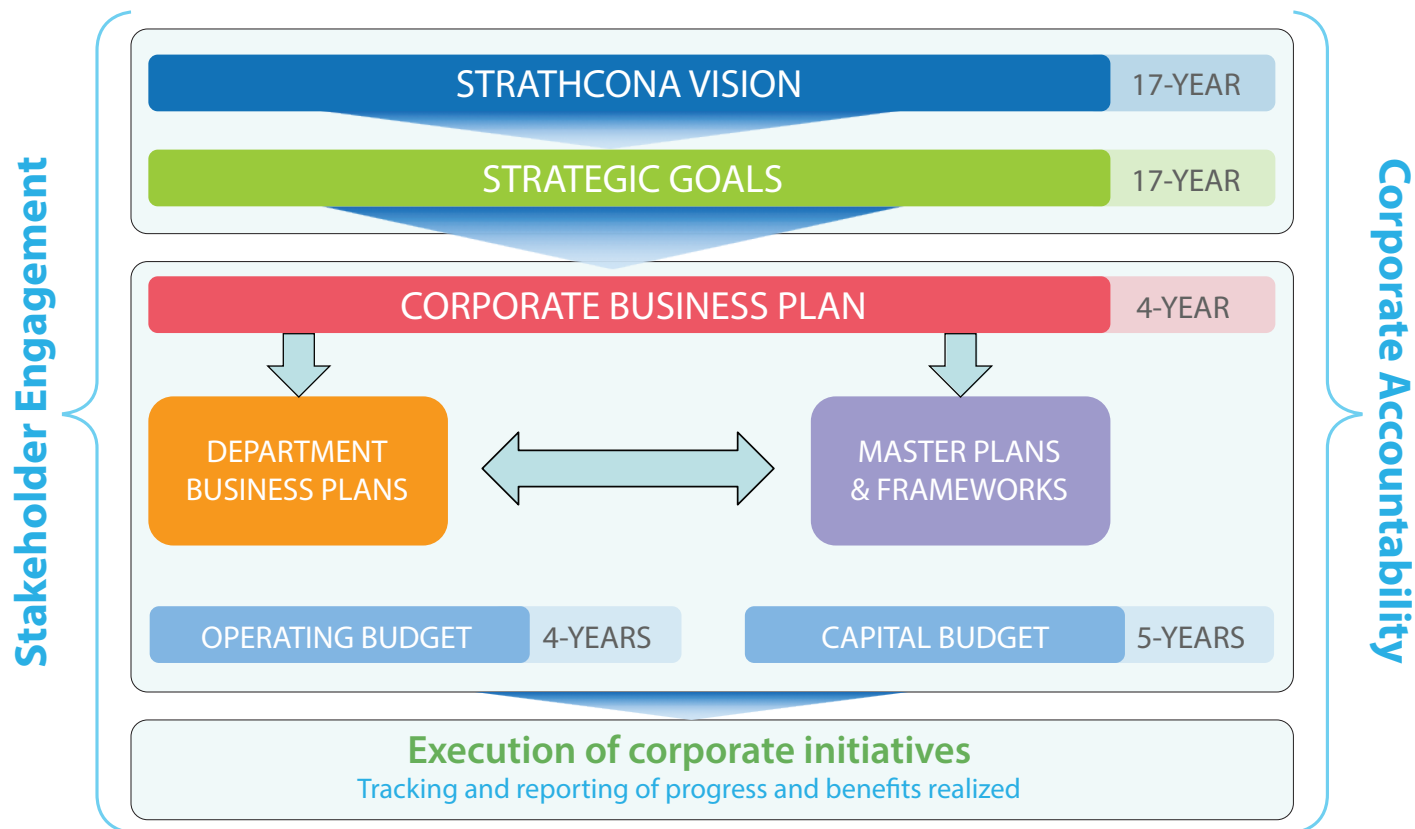 Stakeholder Engagement
STRATHCONA VISION
17-YEAR
STRATEGIC GOALS
17-YEAR
CORPORATE BUSINESS PLAN
4-YEAR
DEPARTMENT
BUSINESS PLANS
MASTER PLANS
& FRAMEWORKS
OPERATING BUDGET
4-YEARS
CAPITAL BUDGET
5-YEARS
Execution of corporate initiatives
Tracking and reporting of progress and benefits realized
Corporate Accountability